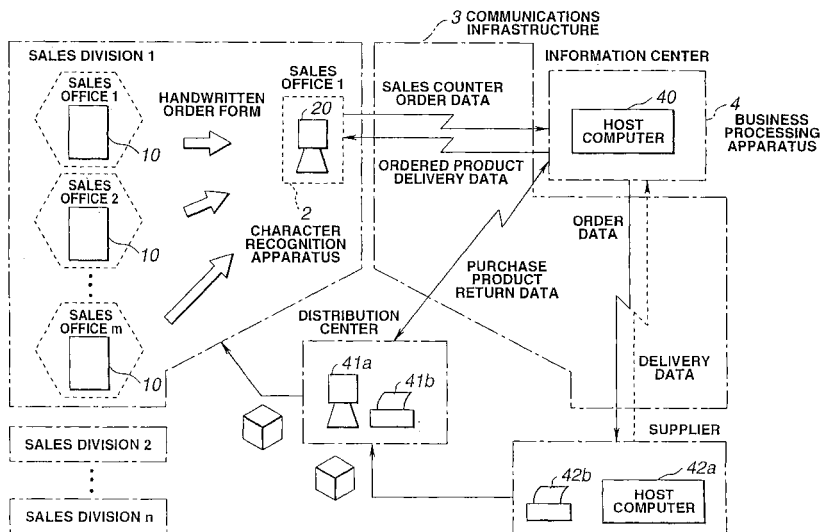 3 COMMUNICATIONS
INFRASTRUCTURE
SALES DIVISION 1
INFORMATION CENTER
SALES
OFFICE 1
10
HANDWRITTEN
ORDER FORM
SALES
OFFICE 1
20
2
CHARACTER
RECOGNITION
APPARATUS
SALES COUNTER
ORDER DATA
ORDERED PRODUCT
DELIVERY DATA
40
HOST
COMPUTER
4
BUSINESS
PROCESSING
APPARATUS
SALES
OFFICE 2
10
ORDER
DATA
PURCHASE
PRODUCT
RETURN DATA
SALES
OFFICE m
10
DISTRIBUTION
CENTER
41a
41b
DELIVERY
DATA
SALES DIVISION 2
SALES DIVISION n
SUPPLIER
42b
42a
HOST
COMPUTER